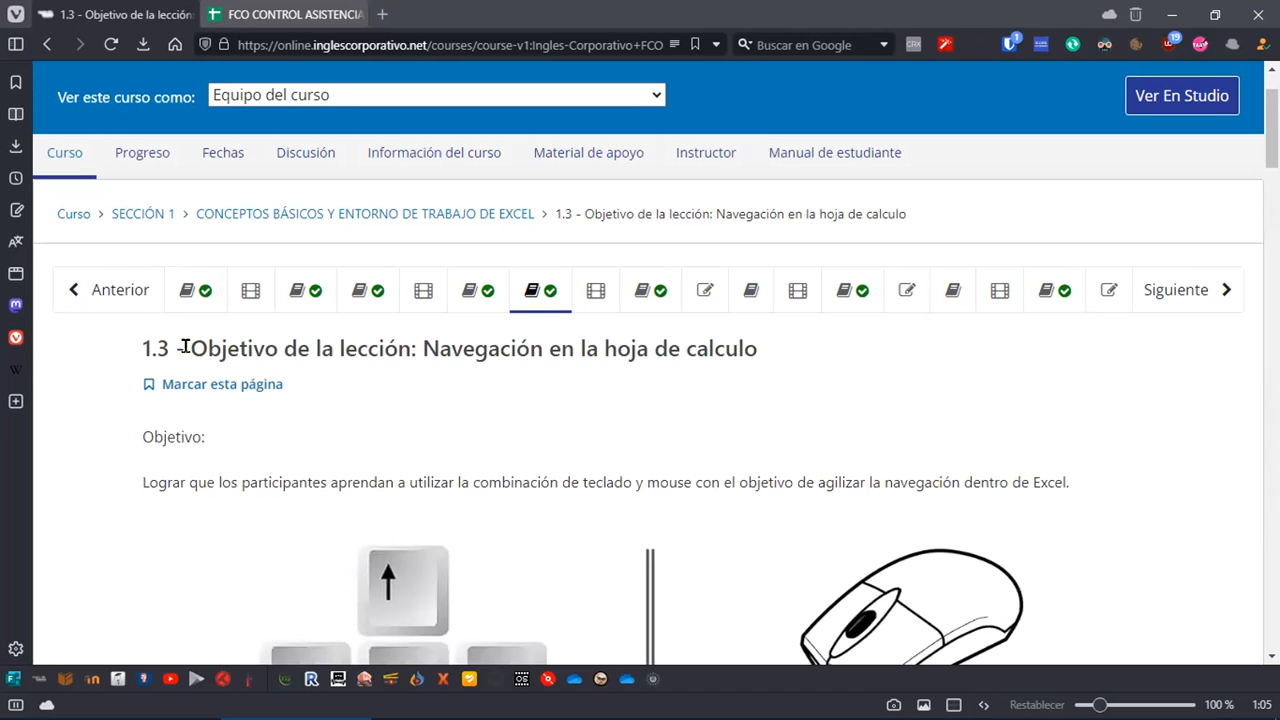 1.3 - Objetivo de la lección:
FCO CONTROL ASISTENCIA
https://online.inglescorporativo.net/courses/course-v1:Ingles-Corporativo+FCO
Buscar en Google
CRX
1
19
Ver este curso como:
Equipo del curso
Ver En Studio
Curso
Progreso
Fechas
Discusión
Información del curso
Material de apoyo
Instructor
Manual de estudiante
Curso > SECCIÓN 1 > CONCEPTOS BÁSICOS Y ENTORNO DE TRABAJO DE EXCEL > 1.3 - Objetivo de la lección: Navegación en la hoja de calculo
Anterior
Siguiente
1.3 - Objetivo de la lección: Navegación en la hoja de calculo
Marcar esta página
Objetivo:
Lograr que los participantes aprendan a utilizar la combinación de teclado y mouse con el objetivo de agilizar la navegación dentro de Excel.
Restablecer
100 %
1:05